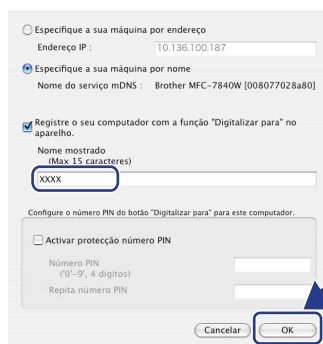 Especifique a sua máquina por endereço
Endereço IP : 10.136.100.187
Especifique a sua máquina por nome
Nome do serviço mDNS : Brother MFC-7840W [008077028a80]
Registre o seu computador com a função "Digitalizar para" no
aparelho.
Nome mostrado
(Max 15 caracteres)
XXXX
Configure o número PIN do botão "Digitalizar para" para este computador.
Activar protecção número PIN
Número PIN
('0'-9', 4 digitos)
Repita número PIN
Cancelar OK